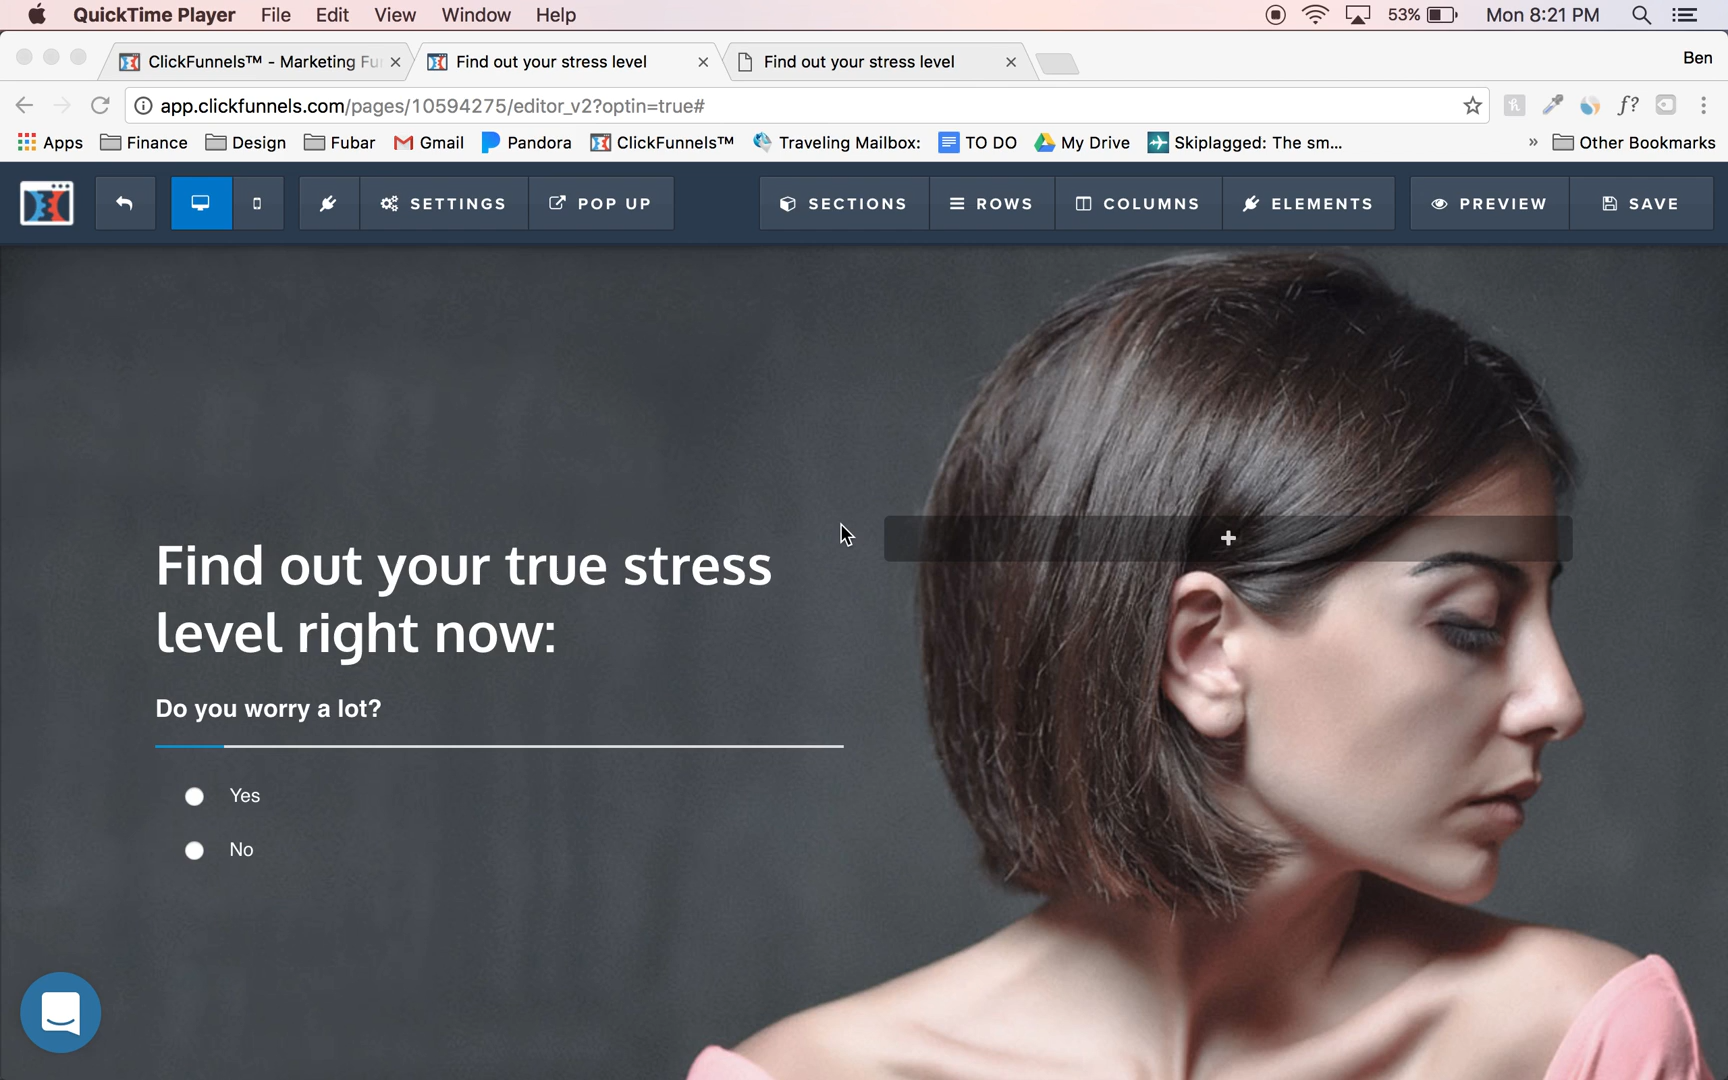 QuickTime Player File Edit View Window Help 53% Mon 8:21 PM
ClickFunnels™ - Marketing Fu Find out your stress level Find out your stress level Ben
app.clickfunnels.com/pages/10594275/editor_v2?optin=true# f?
Apps Finance Design Fubar Gmail Pandora ClickFunnels™ Traveling Mailbox: TO DO My Drive Skiplagged: The sm... » Other Bookmarks
SETTINGS POP UP SECTIONS ROWS COLUMNS ELEMENTS PREVIEW SAVE
Find out your true stress
level right now:
Do you worry a lot?
Yes
No